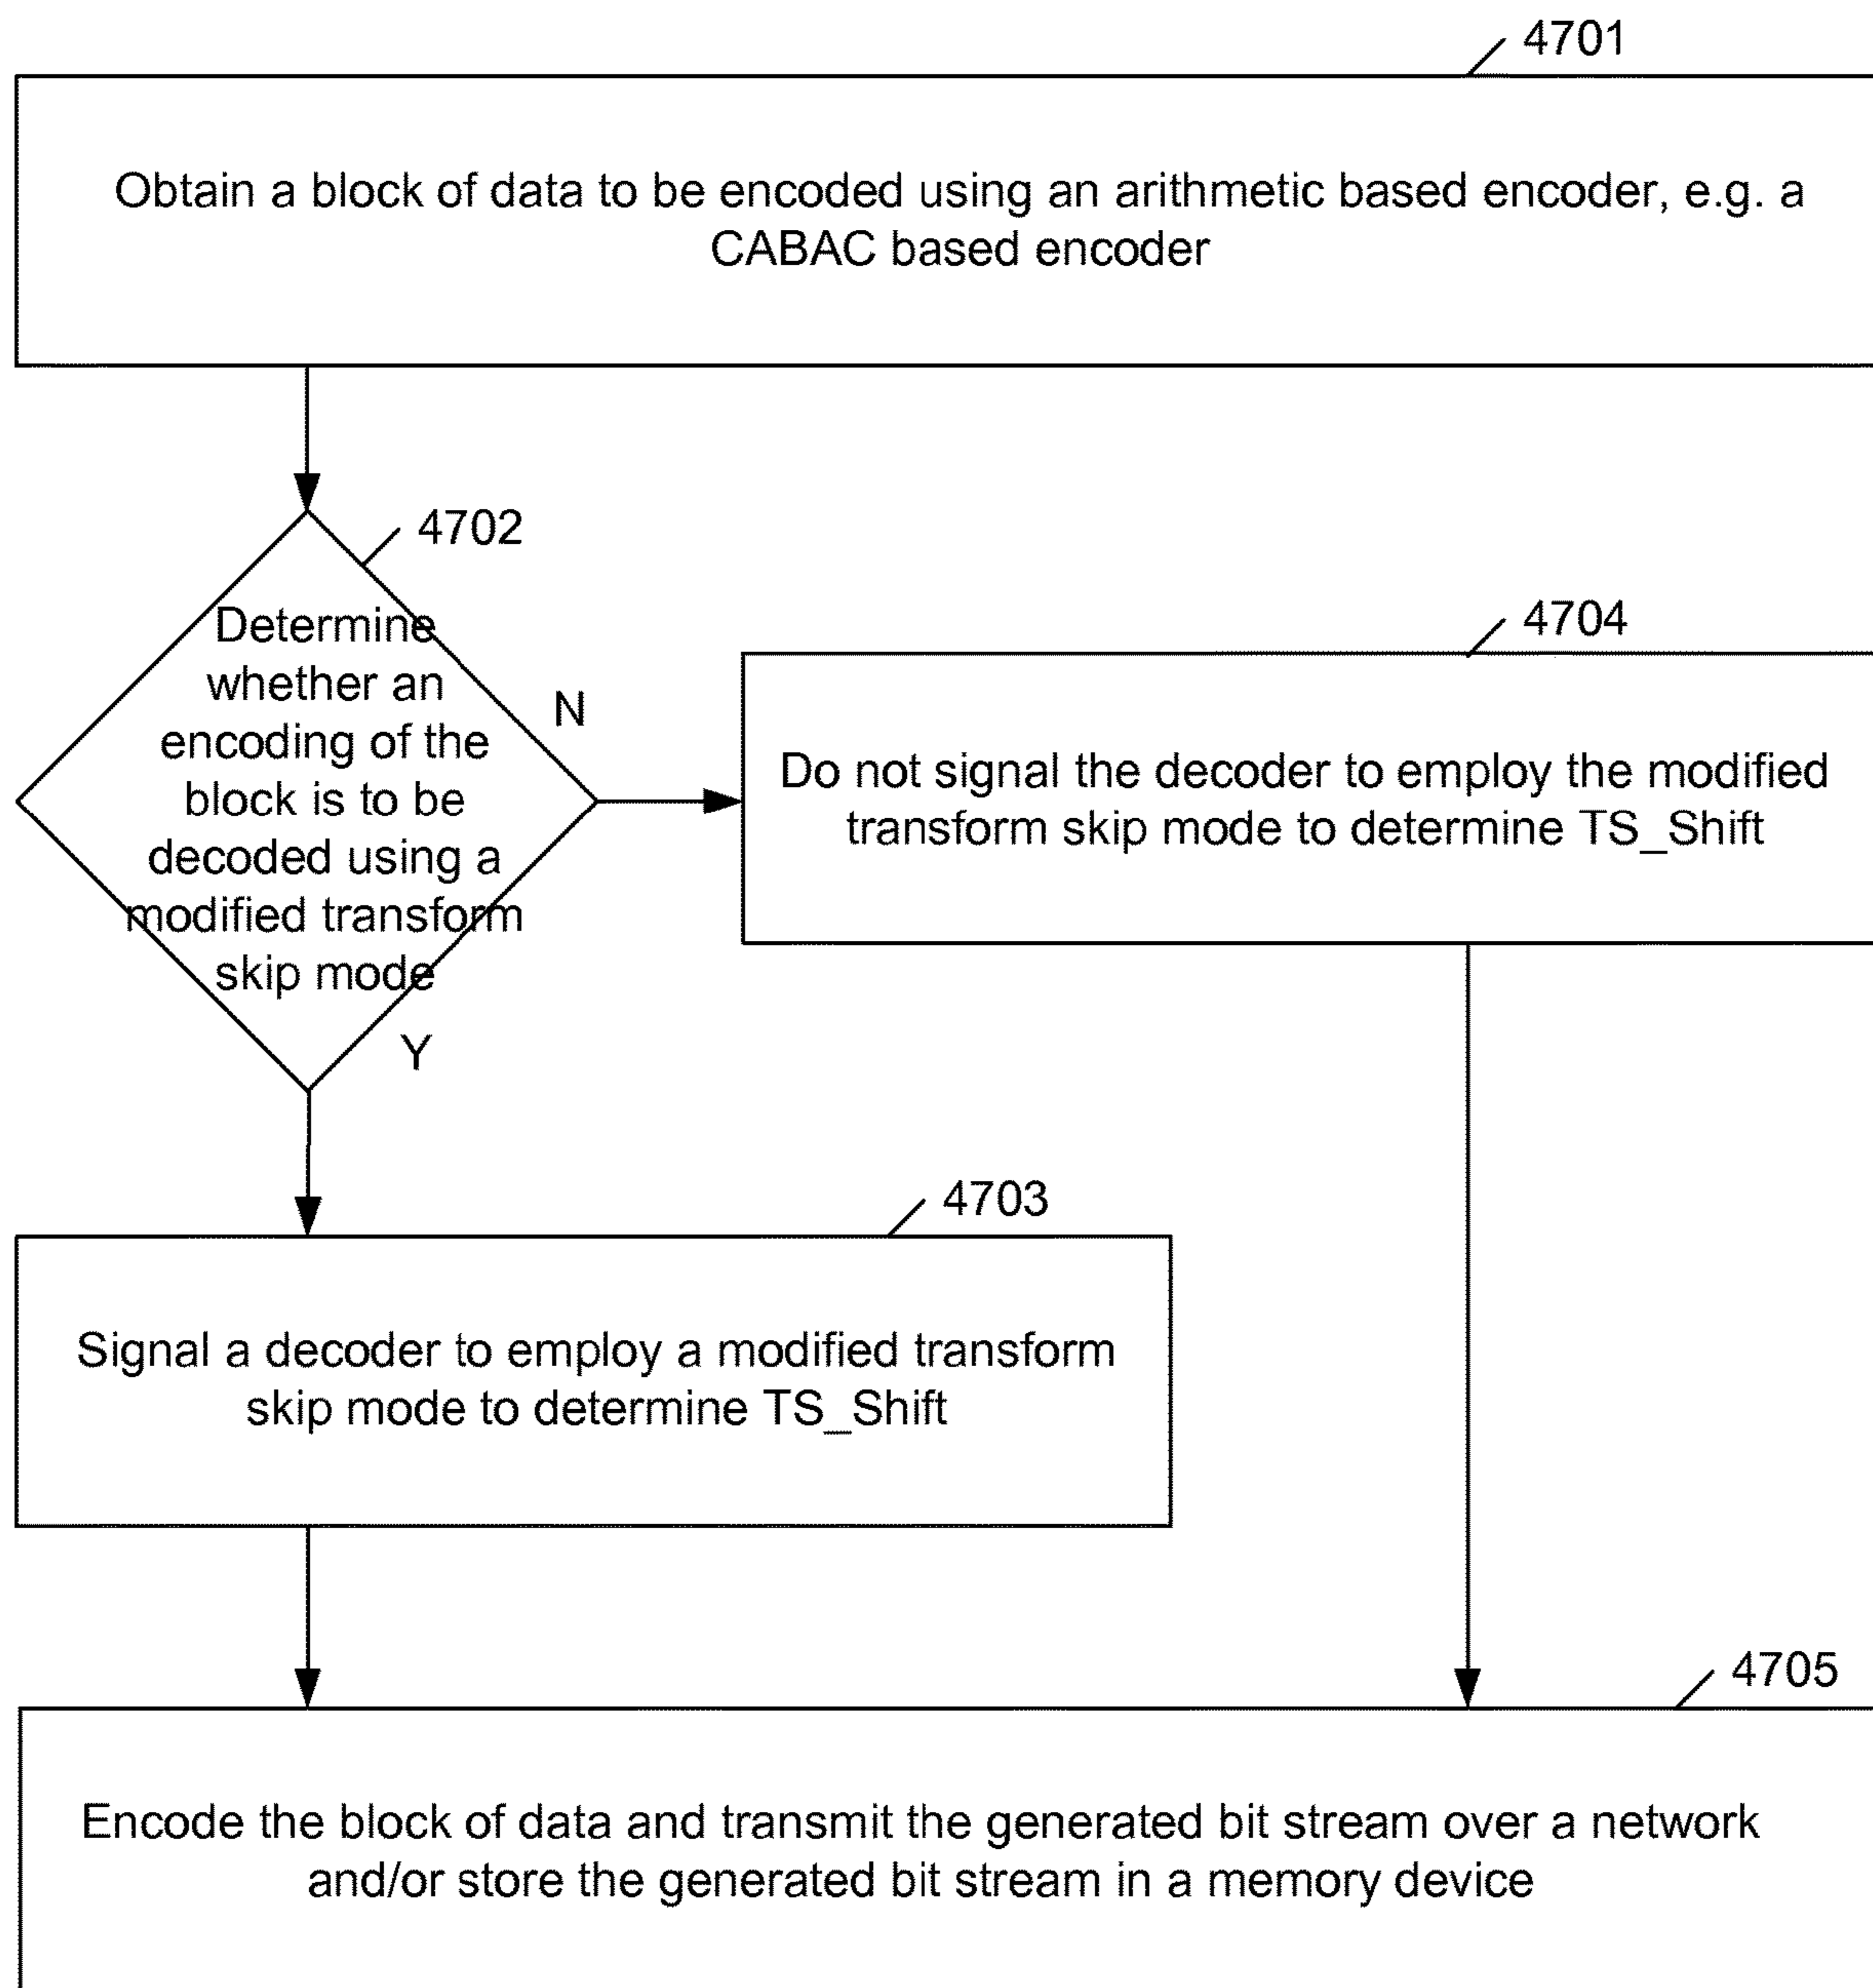 4701
Obtain a block of data to be encoded using an arithmetic based encoder, e.g. a
CABAC based encoder
4702
Determine
whether an
encoding of the
block is to be
decoded using a
modified transform
skip mode
N
Y
4704
Do not signal the decoder to employ the modified
transform skip mode to determine TS_Shift
4703
Signal a decoder to employ a modified transform
skip mode to determine TS_Shift
4705
Encode the block of data and transmit the generated bit stream over a network
and/or store the generated bit stream in a memory device